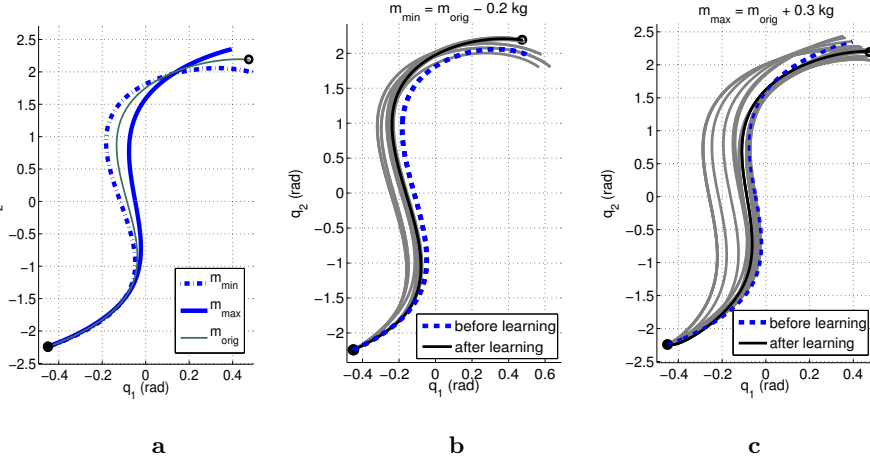 m_min = m_orig − 0.2 kg
m_max = m_orig + 0.3 kg
2.5
2
1.5
1
0.5
0
−0.5
−1
−1.5
−2
−2.5
−0.4 −0.2 0 0.2 0.4
q_1 (rad)
m_min
m_max
m_orig
2
1.5
1
0.5
0
−0.5
−1
−1.5
−2
q_2 (rad)
−0.4 −0.2 0 0.2 0.4 0.6
q_1 (rad)
before learning
after learning
2.5
2
1.5
1
0.5
0
−0.5
−1
−1.5
−2
−2.5
q_2 (rad)
−0.4 −0.2 0 0.2 0.4
q_1 (rad)
before learning
after learning
a b c